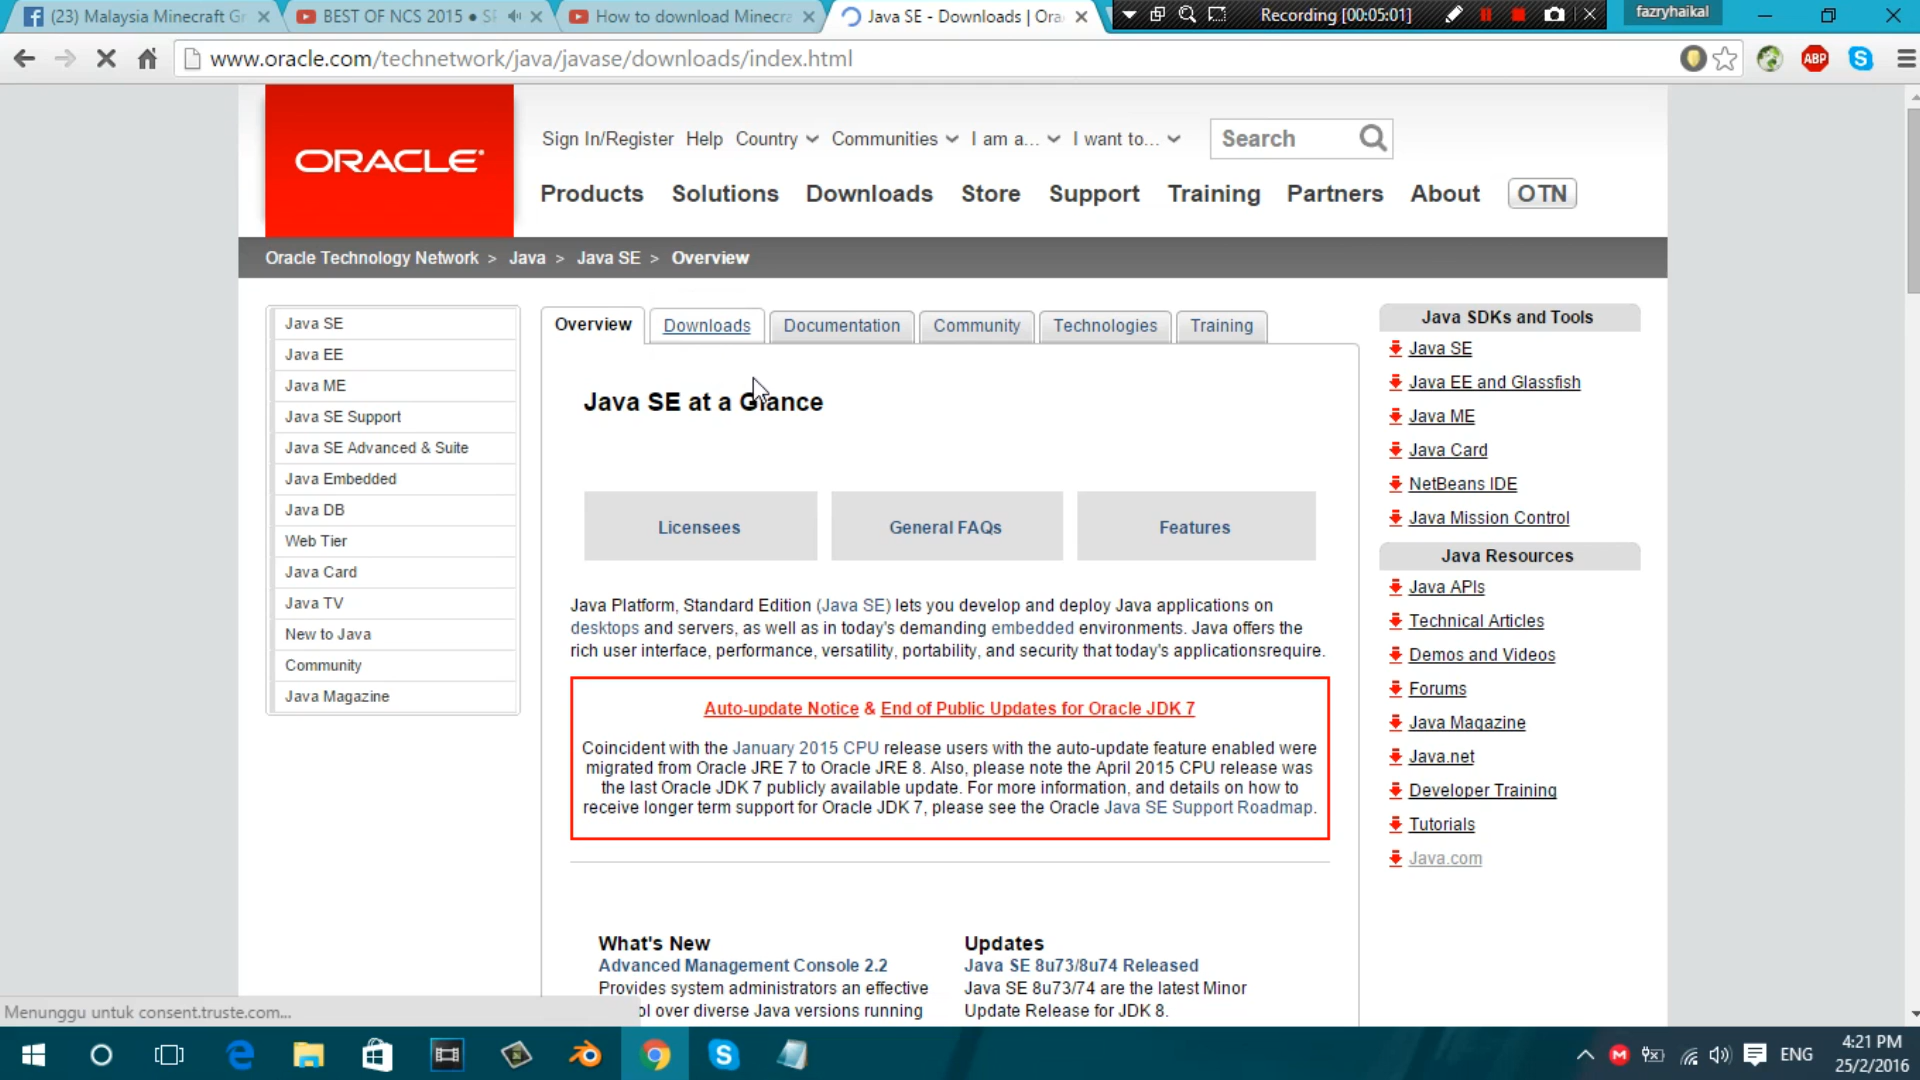 (23) Malaysia Minecraft Gr
BEST OF NCS 2015 ● SF
How to download Minecra
Java SE - Downloads | Ora
Recording [00:05:01]
fazryhaikal
www.oracle.com/technetwork/java/javase/downloads/index.html
ABP
ORACLE
Sign In/Register Help Country Communities I am a... I want to... Search
Products Solutions Downloads Store Support Training Partners About OTN
Oracle Technology Network > Java > Java SE > Overview
Java SE
Java EE
Java ME
Java SE Support
Java SE Advanced & Suite
Java Embedded
Java DB
Web Tier
Java Card
Java TV
New to Java
Community
Java Magazine
Overview Downloads Documentation Community Technologies Training
Java SE at a Glance
Licensees General FAQs Features
Java Platform, Standard Edition (Java SE) lets you develop and deploy Java applications on
desktops and servers, as well as in today's demanding embedded environments. Java offers the
rich user interface, performance, versatility, portability, and security that today's applicationsrequire.
Auto-update Notice & End of Public Updates for Oracle JDK 7
Coincident with the January 2015 CPU release users with the auto-update feature enabled were
migrated from Oracle JRE 7 to Oracle JRE 8. Also, please note the April 2015 CPU release was
the last Oracle JDK 7 publicly available update. For more information, and details on how to
receive longer term support for Oracle JDK 7, please see the Oracle Java SE Support Roadmap.
What's New
Advanced Management Console 2.2
Provides system administrators an effective
ol over diverse Java versions running
Updates
Java SE 8u73/8u74 Released
Java SE 8u73/74 are the latest Minor
Update Release for JDK 8.
Java SDKs and Tools
Java SE
Java EE and Glassfish
Java ME
Java Card
NetBeans IDE
Java Mission Control
Java Resources
Java APIs
Technical Articles
Demos and Videos
Forums
Java Magazine
Java.net
Developer Training
Tutorials
Java.com
Menunggu untuk consent.truste.com...
ENG
4:21 PM
25/2/2016